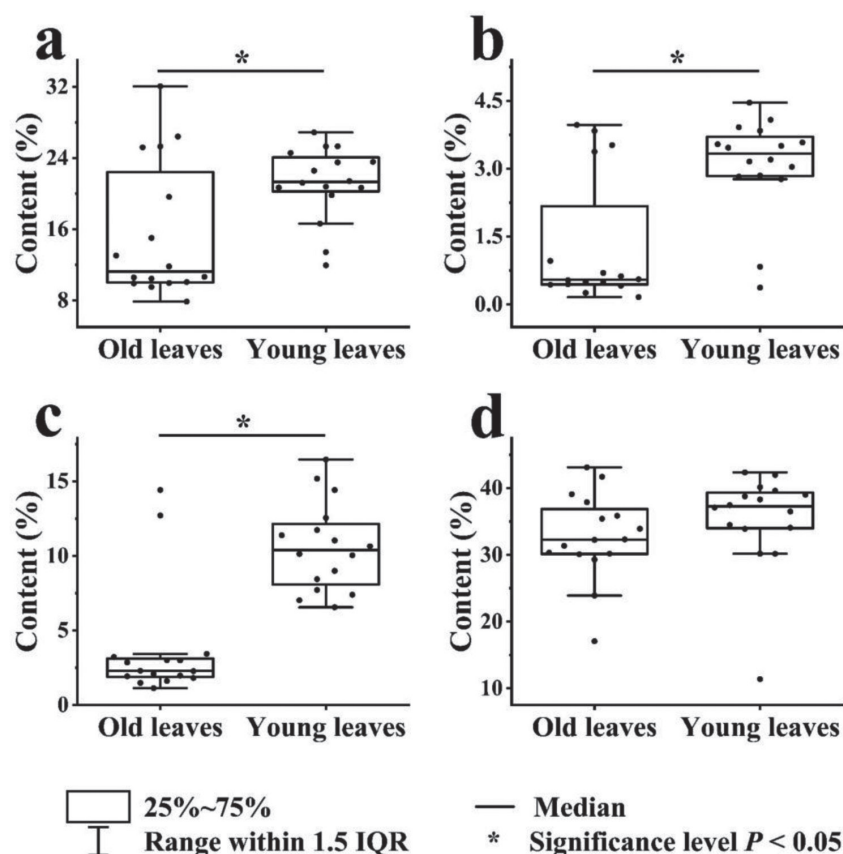 a
*
32
24
16
8
Content (%)
Old leaves Young leaves
b
*
4.5
3.0
1.5
0.0
Content (%)
Old leaves Young leaves
c
*
15
10
5
0
Content (%)
Old leaves Young leaves
d
40
30
20
10
Content (%)
Old leaves Young leaves
25%~75%
Median
Range within 1.5 IQR
* Significance level P < 0.05